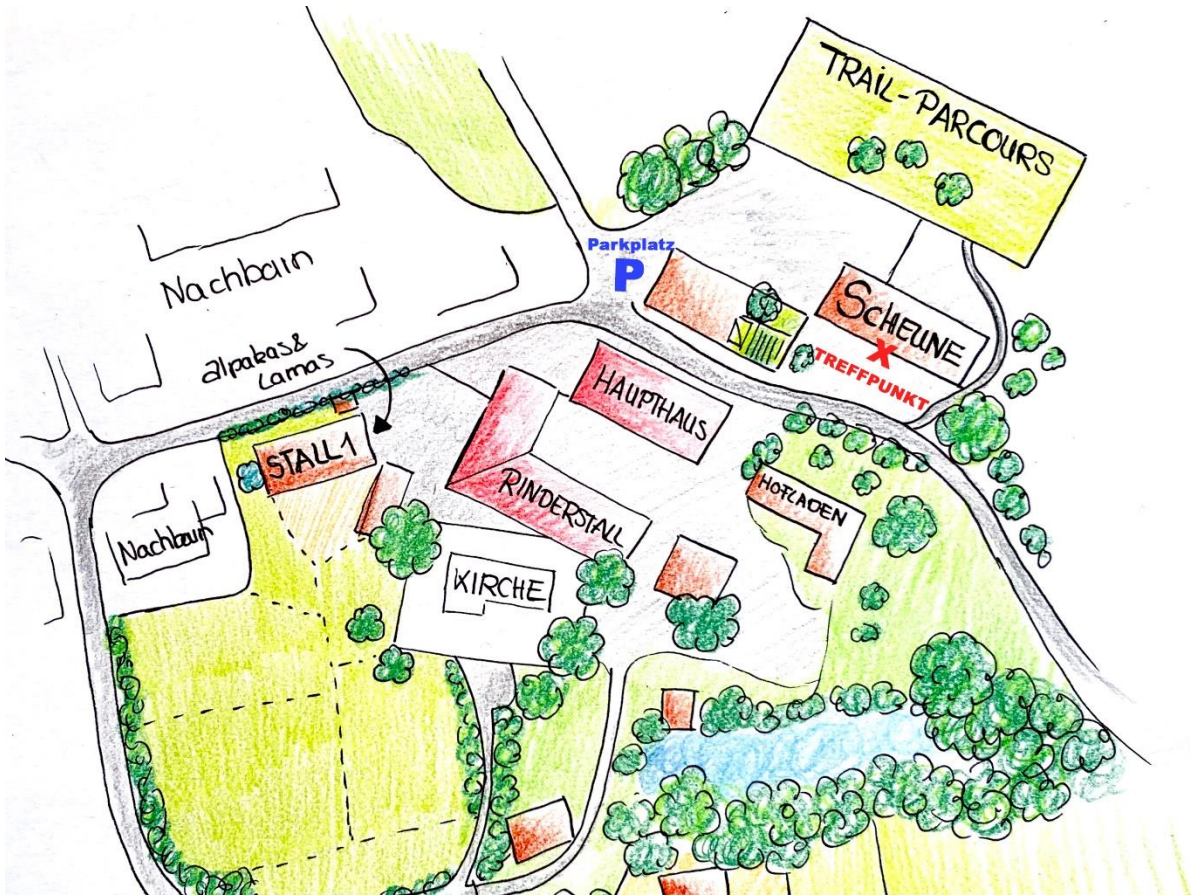 TRAIL-PARCOURS
Parkplatz
P
Nachbarn
SCHEUNE
X
TREFFPUNKT
alpakas&
Lamas
HAUPTHAUS
STALL 1
RINDERSTALL
HOFLADEN
Nachbarn
KIRCHE